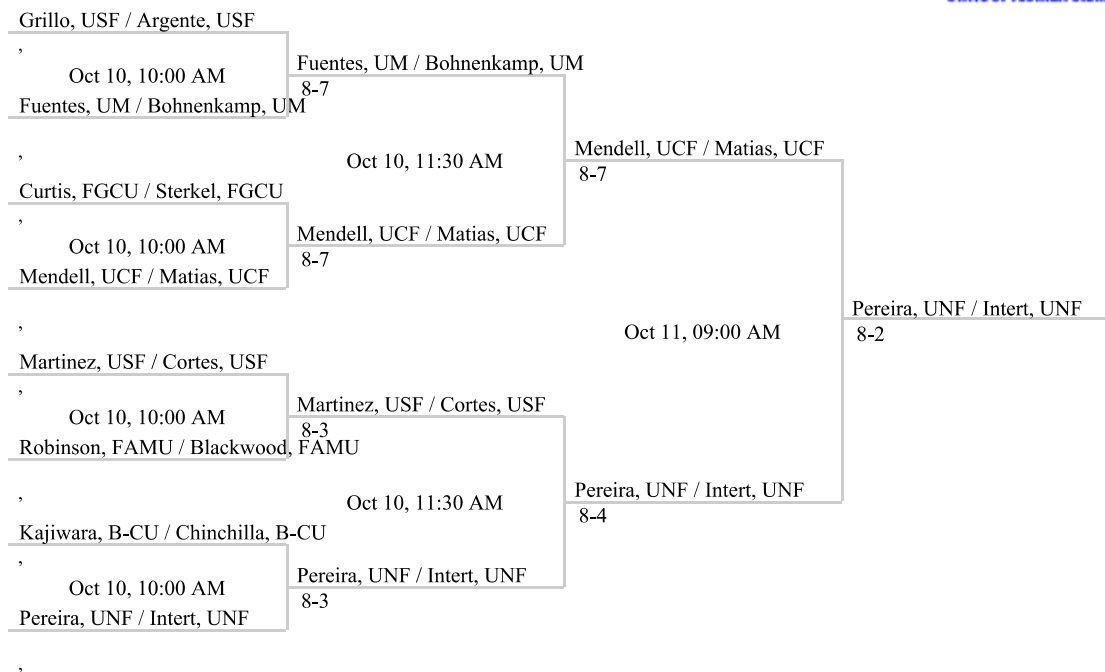 Grillo, USF / Argente, USF
,
Oct 10, 10:00 AM
Fuentes, UM / Bohnenkamp, UM
8-7
Fuentes, UM / Bohnenkamp, UM
,
Oct 10, 11:30 AM
Mendell, UCF / Matias, UCF
8-7
Curtis, FGCU / Sterkel, FGCU
,
Oct 10, 10:00 AM
Mendell, UCF / Matias, UCF
8-7
Mendell, UCF / Matias, UCF
,
Oct 11, 09:00 AM
Pereira, UNF / Intert, UNF
8-2
Martinez, USF / Cortes, USF
,
Oct 10, 10:00 AM
Martinez, USF / Cortes, USF
8-3
Robinson, FAMU / Blackwood, FAMU
,
Oct 10, 11:30 AM
Pereira, UNF / Intert, UNF
8-4
Kajiwara, B-CU / Chinchilla, B-CU
,
Oct 10, 10:00 AM
Pereira, UNF / Intert, UNF
8-3
Pereira, UNF / Intert, UNF
,